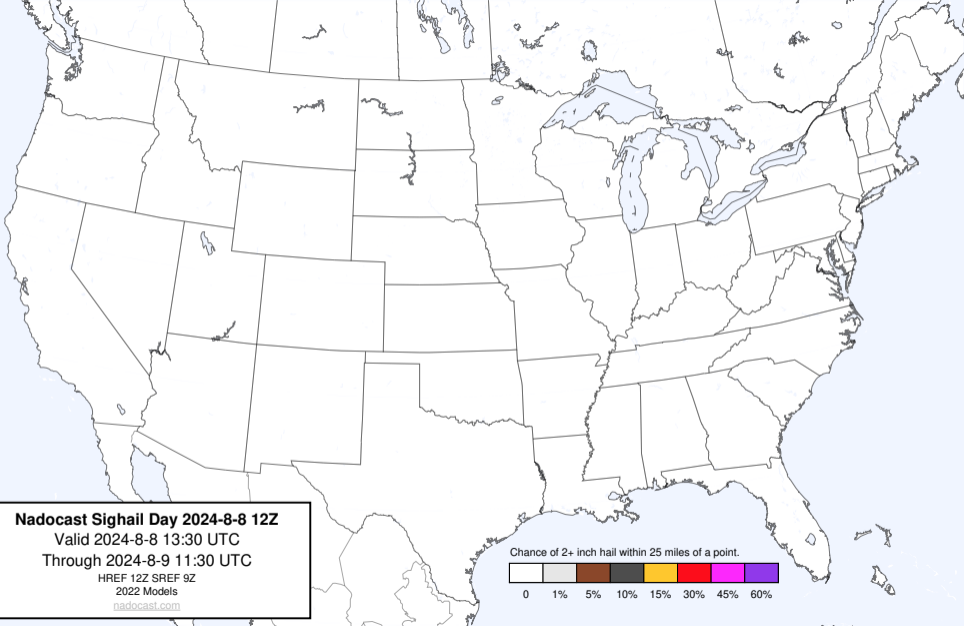 Nadocast Sighail Day 2024-8-8 12Z
Valid 2024-8-8 13:30 UTC
Through 2024-8-9 11:30 UTC
HREF 12Z SREF 9Z
2022 Models
nadocast.com
Chance of 2+ inch hail within 25 miles of a point.
0 1% 5% 10% 15% 30% 45% 60%